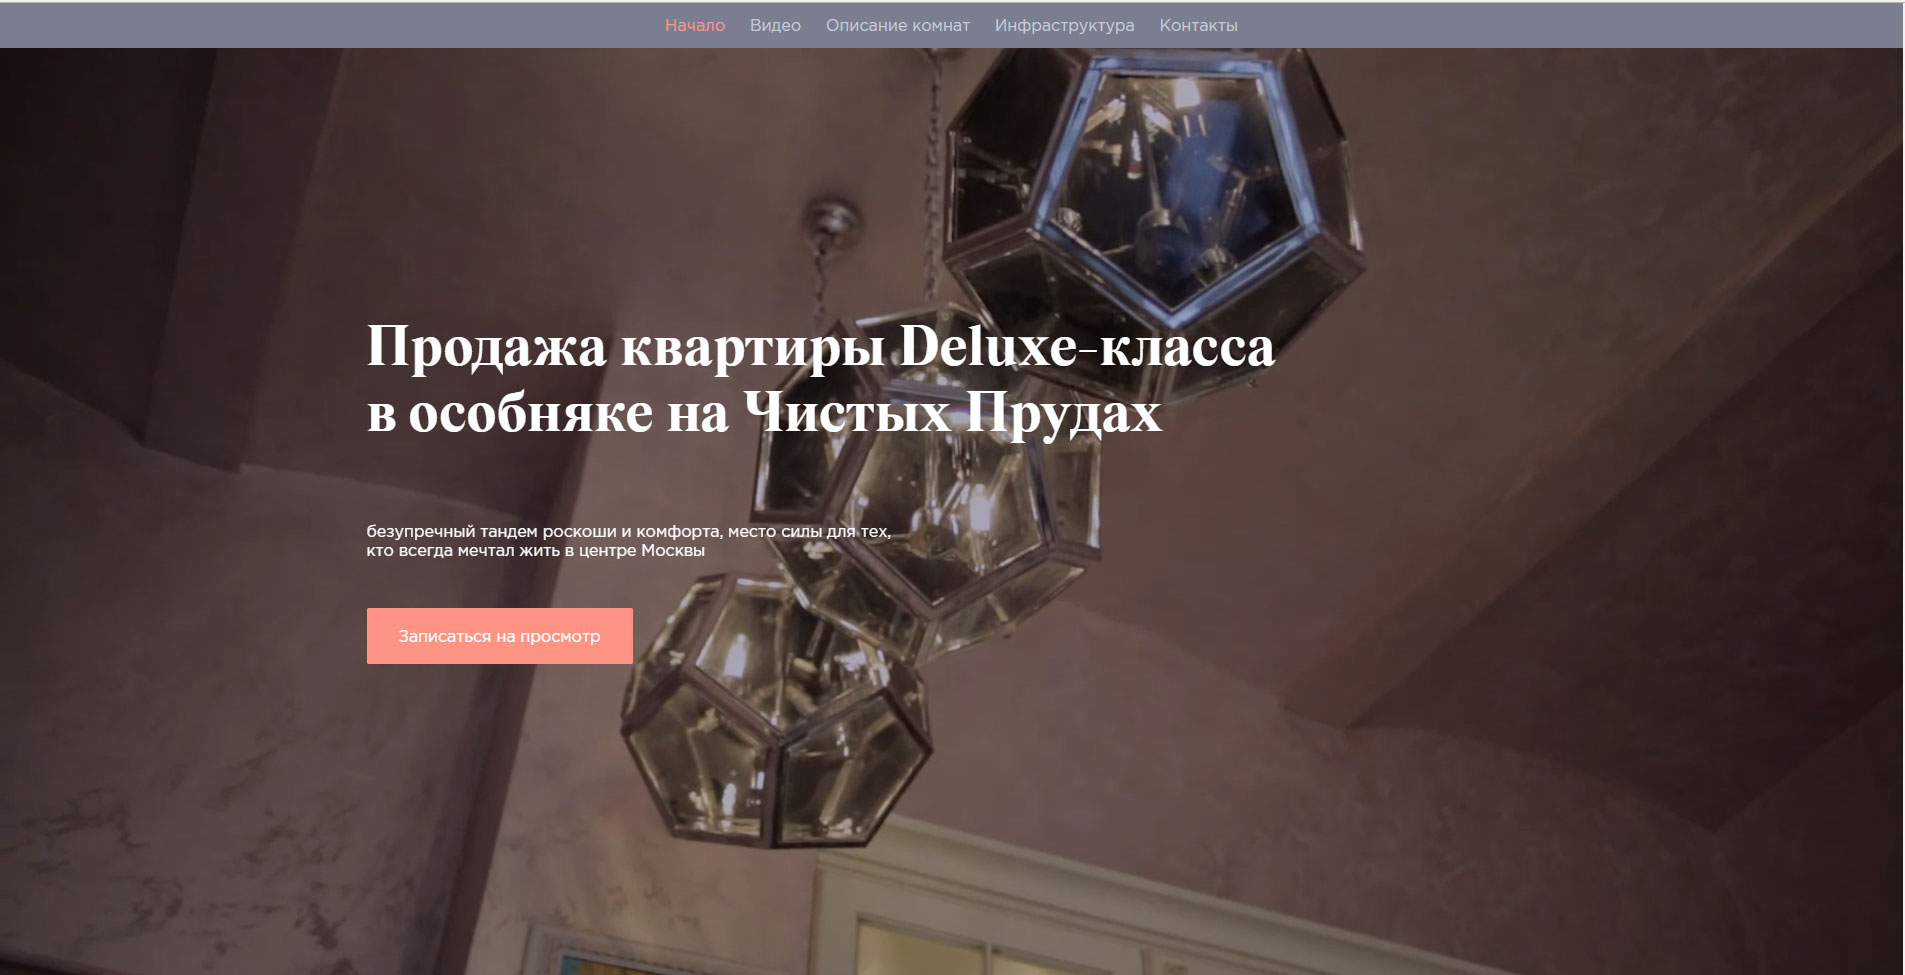 Начало Видео Описание комнат Инфраструктура Контакты
Продажа квартиры Deluxe-класса
в особняке на Чистых Прудах
безупречный тандем роскоши и комфорта, место силы для тех,
кто всегда мечтал жить в центре Москвы
Записаться на просмотр